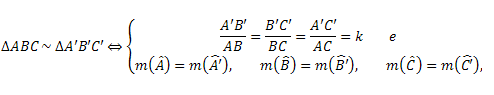 ΔABC ~ ΔA'B'C' ⇔ { A'B'/AB = B'C'/BC = A'C'/AC = k e
m(Â) = m(Â'), m(B̂) = m(B̂'), m(Ĉ) = m(Ĉ'),